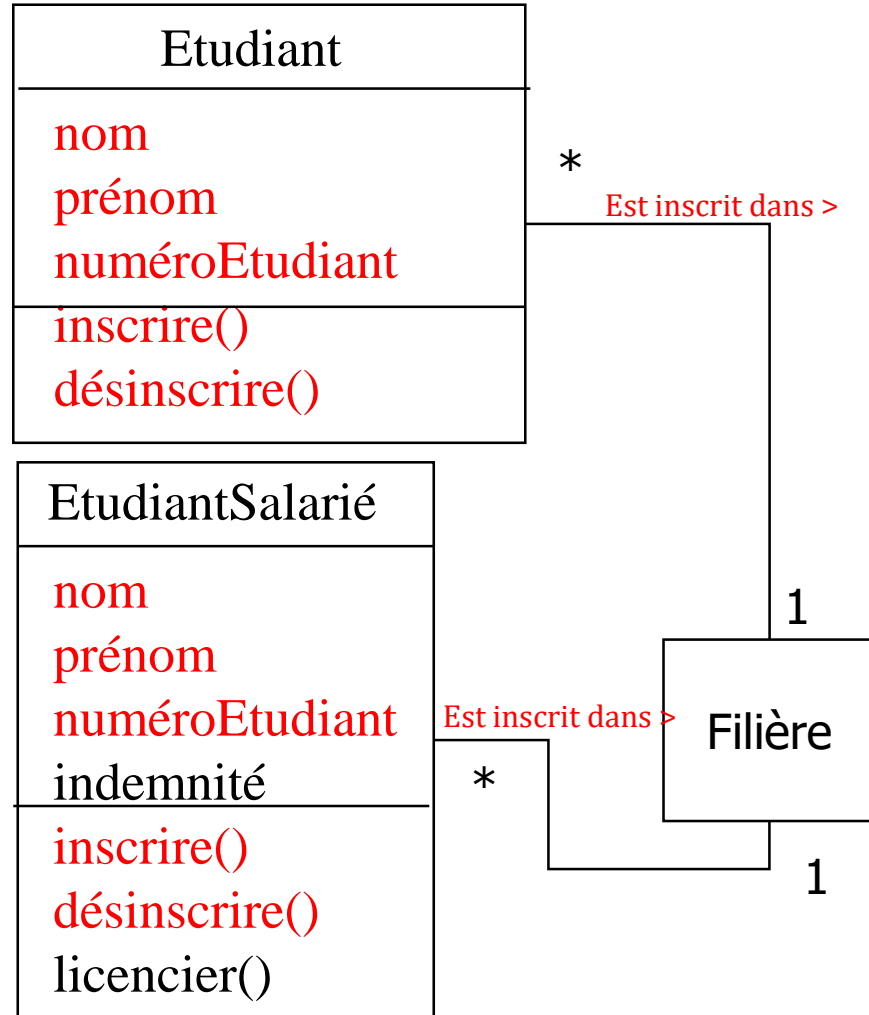 Etudiant
nom
prénom
numéroEtudiant
inscrire()
désinscrire()
*
Est inscrit dans >
1
EtudiantSalarié
nom
prénom
numéroEtudiant
indemnité
inscrire()
désinscrire()
licencier()
Est inscrit dans >
*
Filière
1